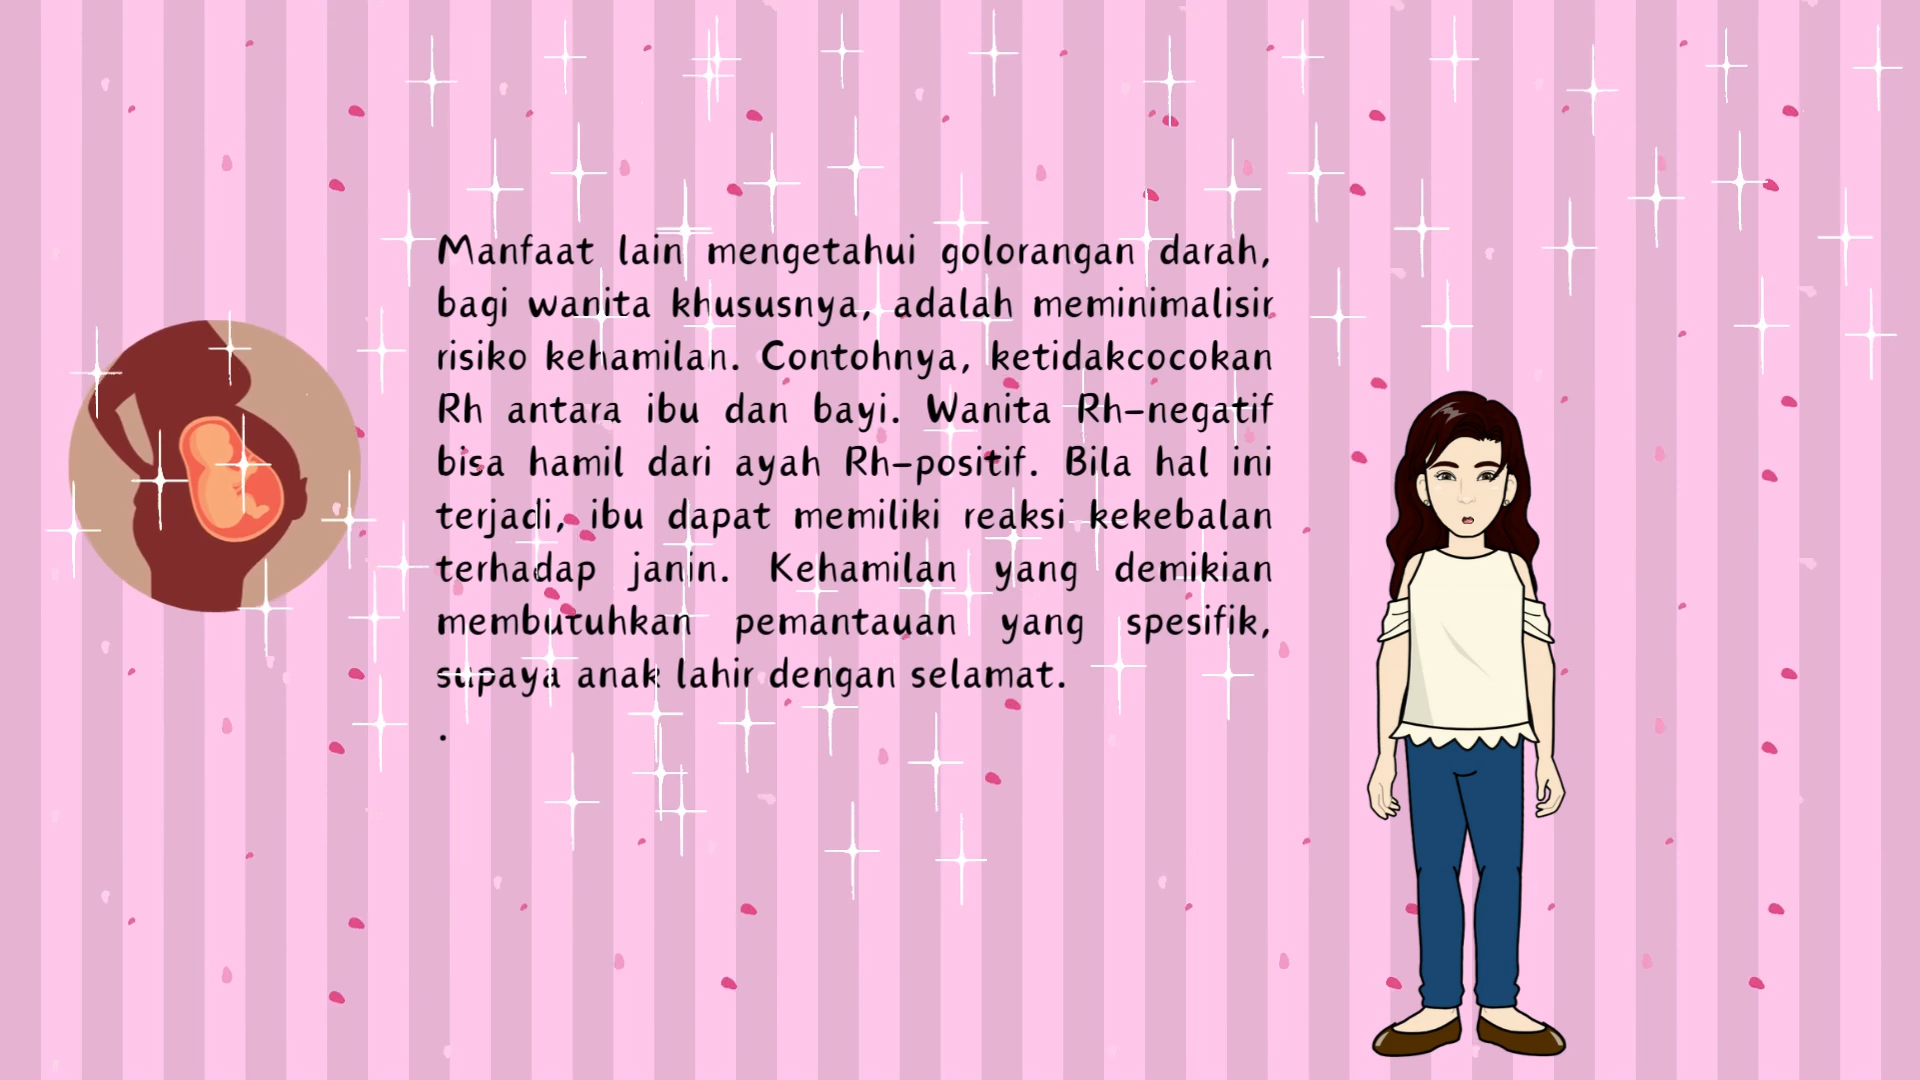 Manfaat lain mengetahui golorangan darah,
bagi wanita khususnya, adalah meminimalisir
risiko kehamilan. Contohnya, ketidakcocokan
Rh antara ibu dan bayi. Wanita Rh-negatif
bisa hamil dari ayah Rh-positif. Bila hal ini
terjadi, ibu dapat memiliki reaksi kekebalan
terhadap janin. Kehamilan yang demikian
membutuhkan pemantauan yang spesifik,
supaya anak lahir dengan selamat.
.